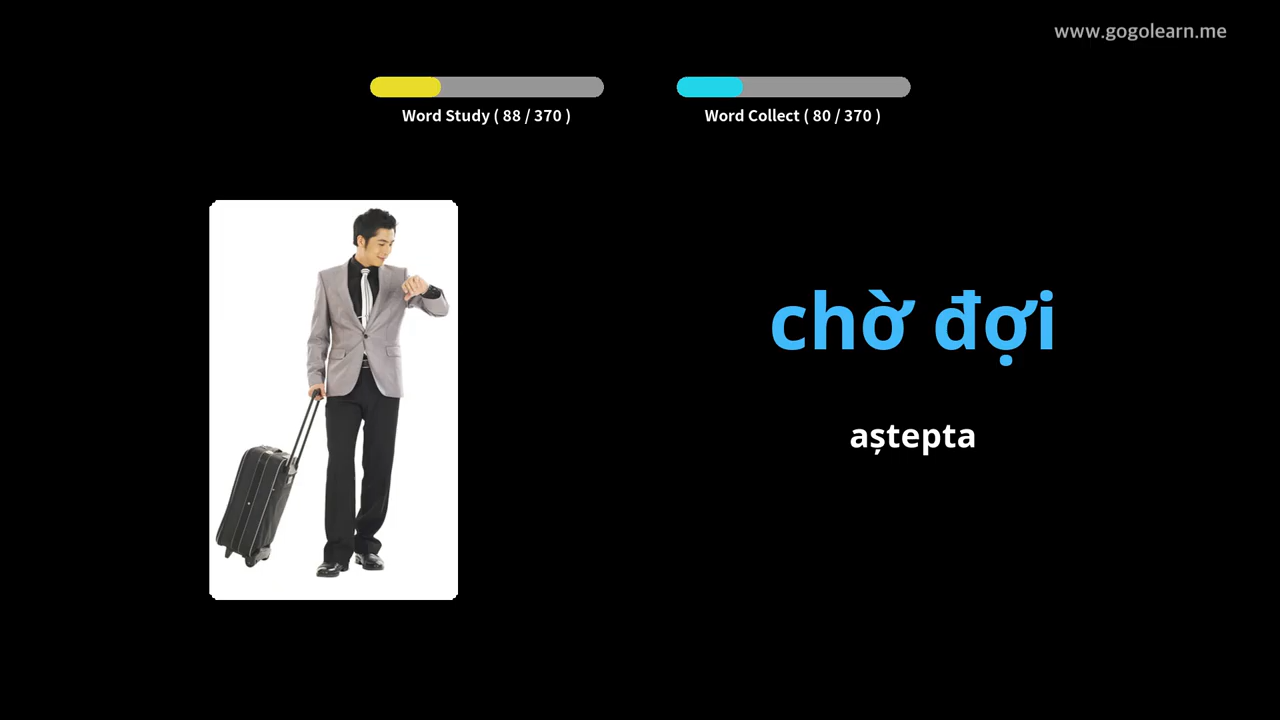 www.gogolearn.me
Word Study ( 88 / 370 )
Word Collect ( 80 / 370 )
chờ đợi
aștepta